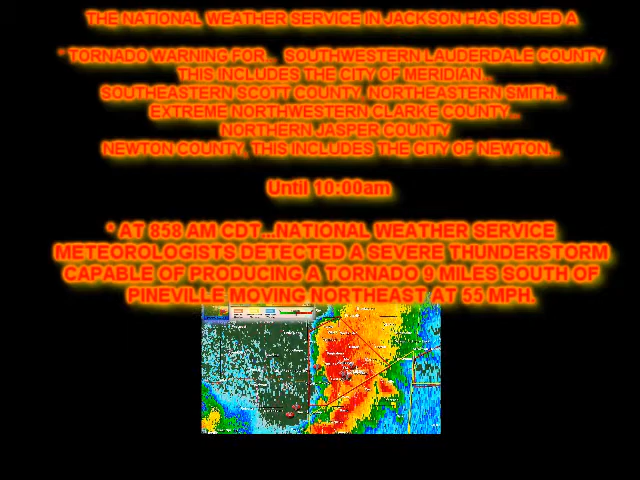 THE NATIONAL WEATHER SERVICE IN JACKSON HAS ISSUED A
* TORNADO WARNING FOR... SOUTHWESTERN LAUDERDALE COUNTY
THIS INCLUDES THE CITY OF MERIDIAN...
SOUTHEASTERN SCOTT COUNTY, NORTHEASTERN SMITH...
EXTREME NORTHWESTERN CLARKE COUNTY...
NORTHERN JASPER COUNTY
NEWTON COUNTY, THIS INCLUDES THE CITY OF NEWTON...
Until 10:00am
* AT 858 AM CDT...NATIONAL WEATHER SERVICE
METEOROLOGISTS DETECTED A SEVERE THUNDERSTORM
CAPABLE OF PRODUCING A TORNADO 9 MILES SOUTH OF
PINEVILLE MOVING NORTHEAST AT 55 MPH.